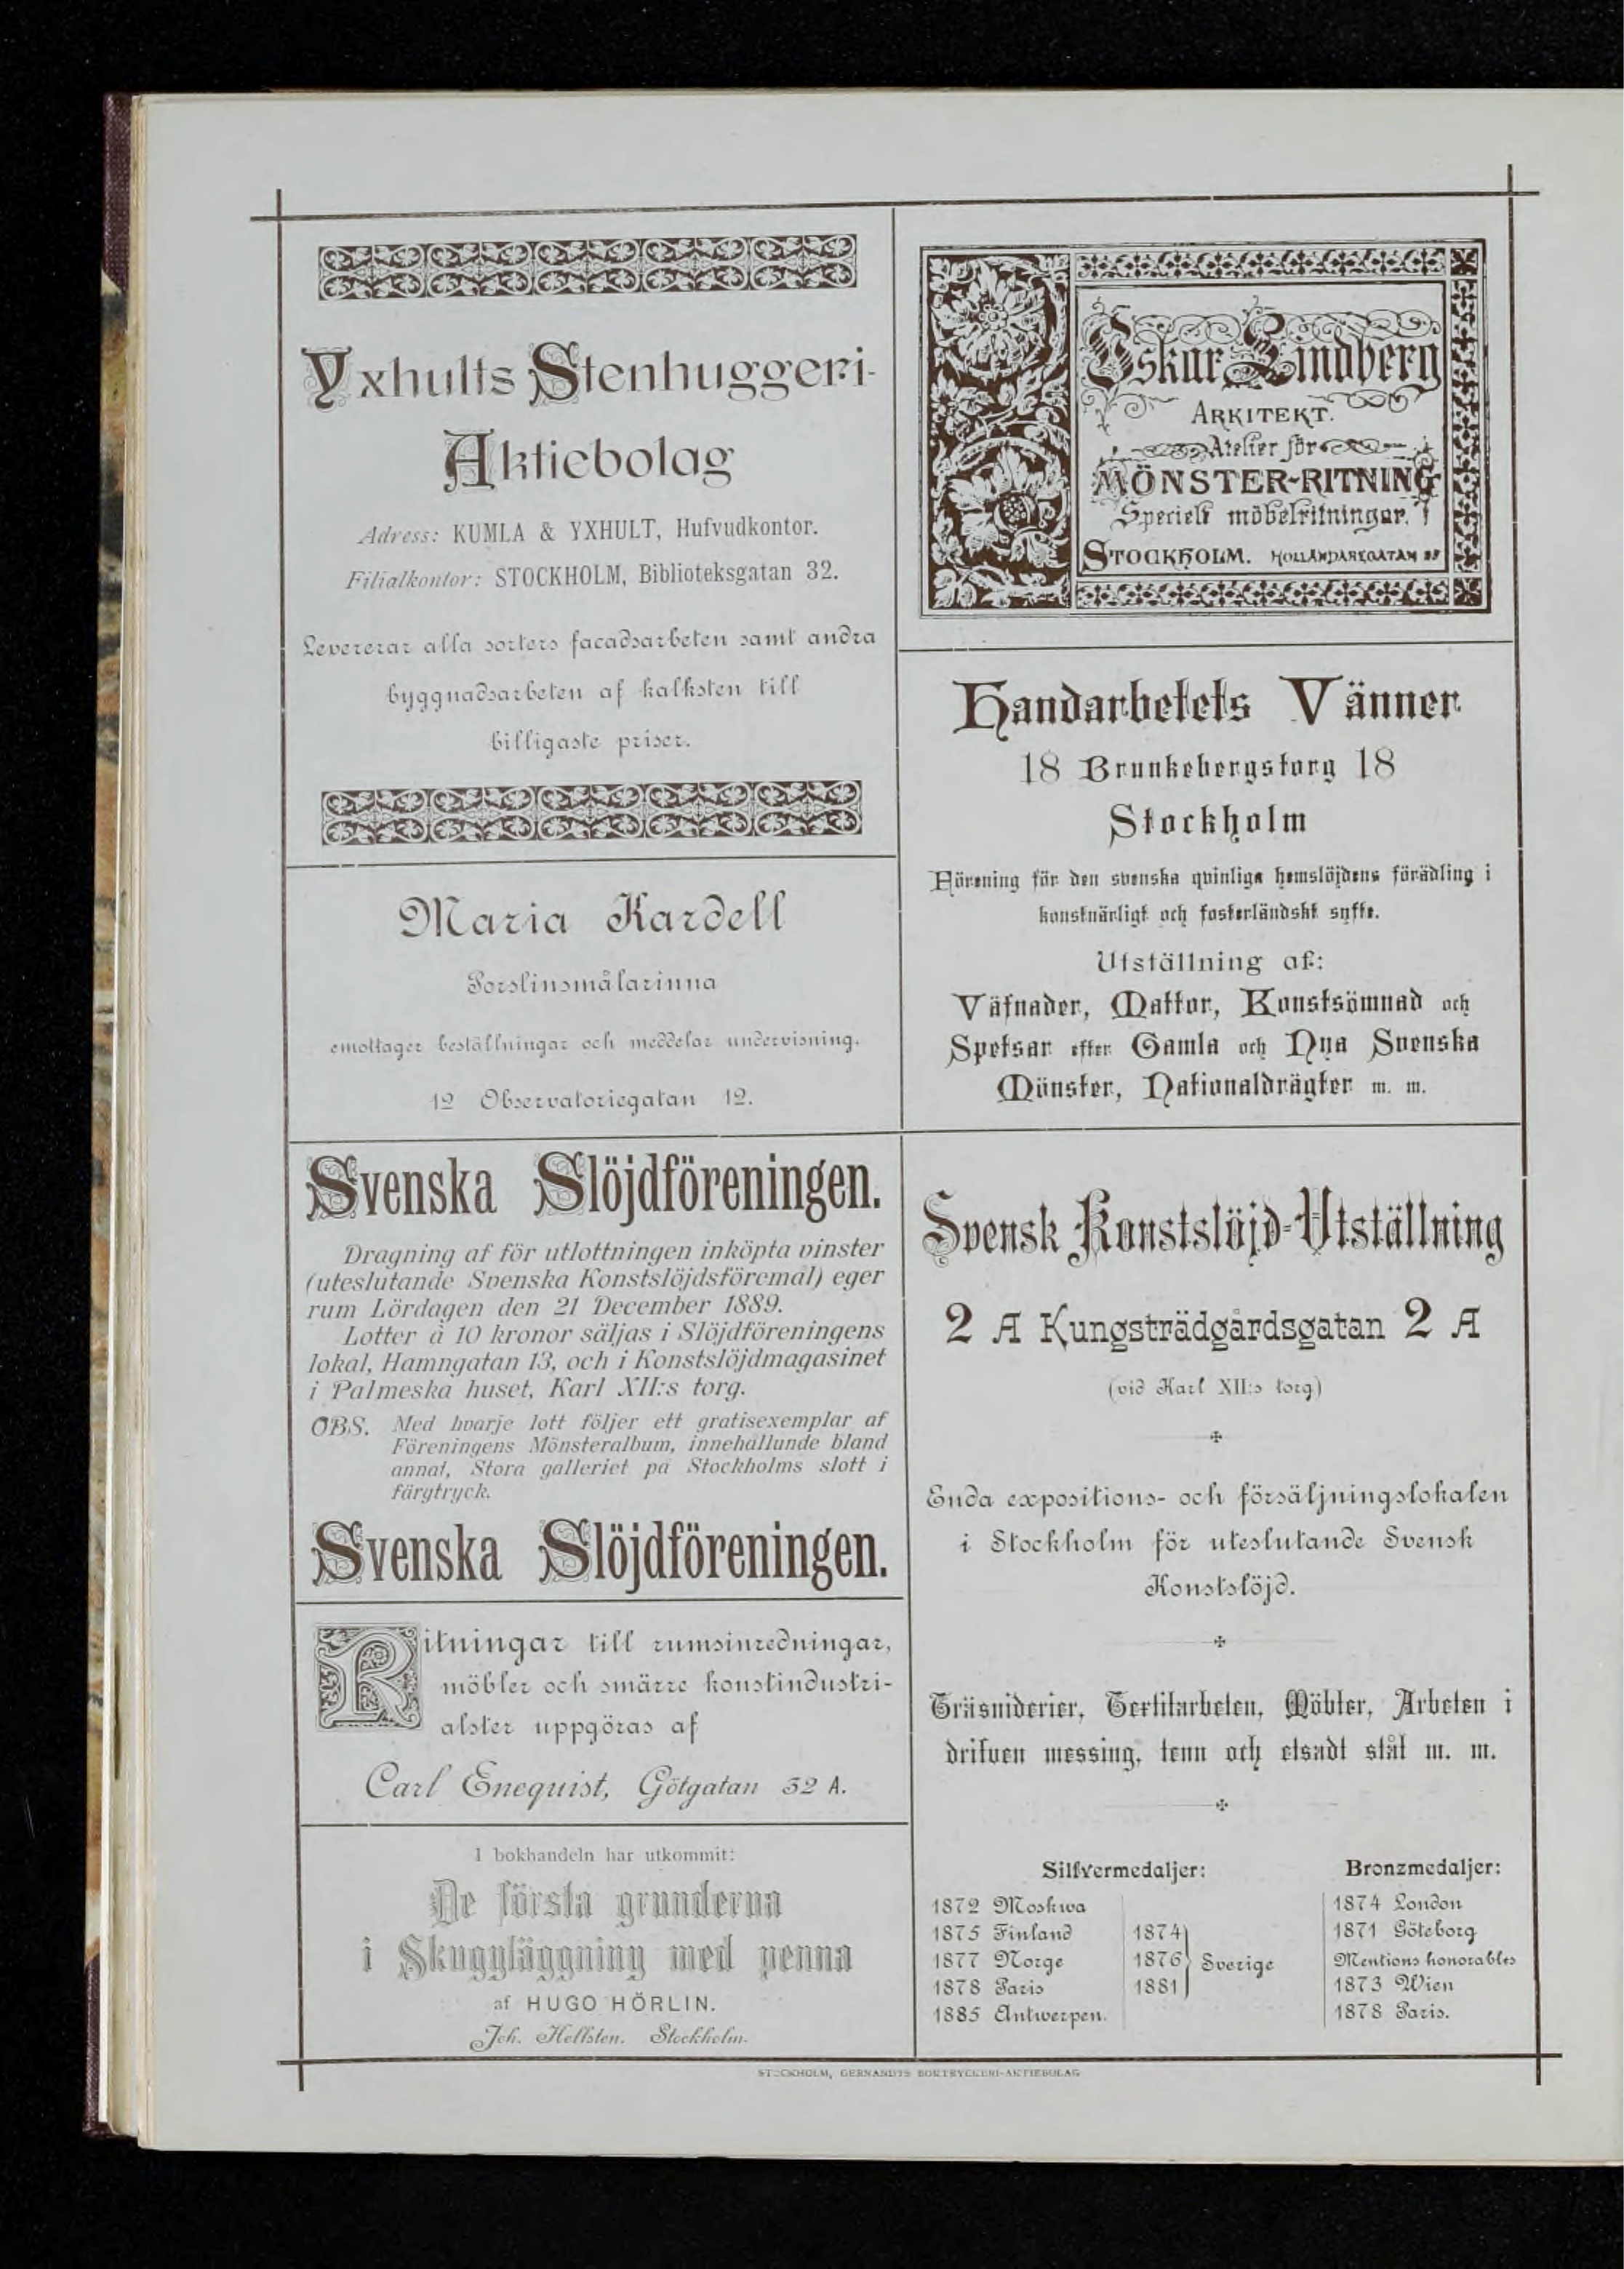 Yxhults Stenhuggeri-
Aktiebolag
Adress: KUMLA & YXHULT, Hufvudkontor.
Filialkontor: STOCKHOLM, Biblioteksgatan 32.
Levererar alla sorters facadsarbeten samt andra
byggnadsarbeten af kalksten till
billigaste priser.
Maria Kardell
Porslinsmålarinna
emottager beställningar och meddelar undervisning.
12 Observatoriegatan 12.
Svenska Slöjdföreningen.
Dragning af för utlottningen inköpta vinster
(uteslutande Svenska Konstslöjdsföremål) eger
rum Lördagen den 21 December 1889.
Lotter à 10 kronor säljas i Slöjdföreningens
lokal, Hamngatan 13, och i Konstslöjdmagasinet
i Palmeska huset, Karl XII:s torg.
OBS. Med hvarje lott följer ett gratisexemplar af
Föreningens Mönsteralbum, innehållande bland
annat, Stora galleriet på Stockholms slott i
färgtryck.
Svenska Slöjdföreningen.
Ritningar till rumsinredningar,
möbler och smärre konstindustri-
alster uppgöras af
Carl Enequist, Götgatan 32 A.
I bokhandeln har utkommit:
De första grunderna
i Skuggläggning med penna
af HUGO HÖRLIN.
Joh. Hellsten. Stockholm.
Oskar Lindberg
ARKITEKT.
Atelier för
MÖNSTER-RITNING
Specielt möbelritningar.
STOCKHOLM. HOLLÄNDAREGATAN
Handarbetets Vänner
18 Brunkebergstorg 18
Stockholm
Förening för den svenska qvinliga hemslöjdens förädling i
konstnärligt och fosterländskt syfte.
Utställning af:
Väfnader, Mattor, Konstsömnad och
Spetsar efter Gamla och Nya Svenska
Mönster, Nationaldrägter m. m.
Svensk Konstslöjd-Utställning
2 A Kungsträdgårdsgatan 2 A
(vid Karl XII:s torg)
Enda expositions- och försäljningslokalen
i Stockholm för uteslutande Svensk
Konstslöjd.
Träsniderier, Textilarbeten, Möbler, Arbeten i
drifven messing, tenn och etsadt stål m. m.
Silfvermedaljer:
1872 Moskwa
1875 Finland
1877 Norge
1878 Paris
1885 Antwerpen.
1874
1876 Sverige
1881
Bronzmedaljer:
1874 London
1871 Göteborg
Mentions honorables
1873 Wien
1878 Paris.
STOCKHOLM, GERNANDTS BOKTRYCKERI-AKTIEBOLAG